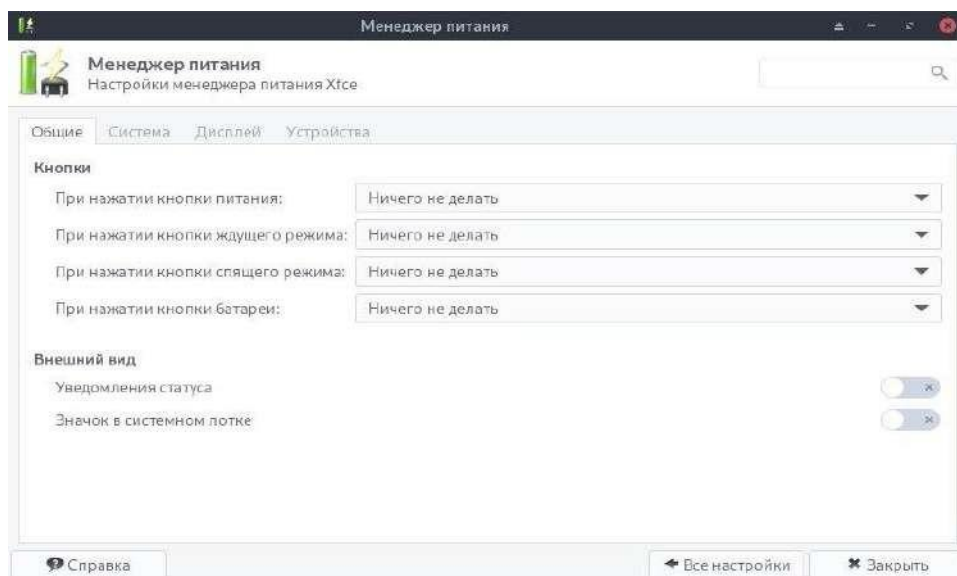 Менеджер питания
Менеджер питания
Настройки менеджера питания Xfce
Общие Система Дисплей Устройства
Кнопки
При нажатии кнопки питания: Ничего не делать
При нажатии кнопки ждущего режима: Ничего не делать
При нажатии кнопки спящего режима: Ничего не делать
При нажатии кнопки батареи: Ничего не делать
Внешний вид
Уведомления статуса
Значок в системном лотке
Справка Все настройки Закрыть